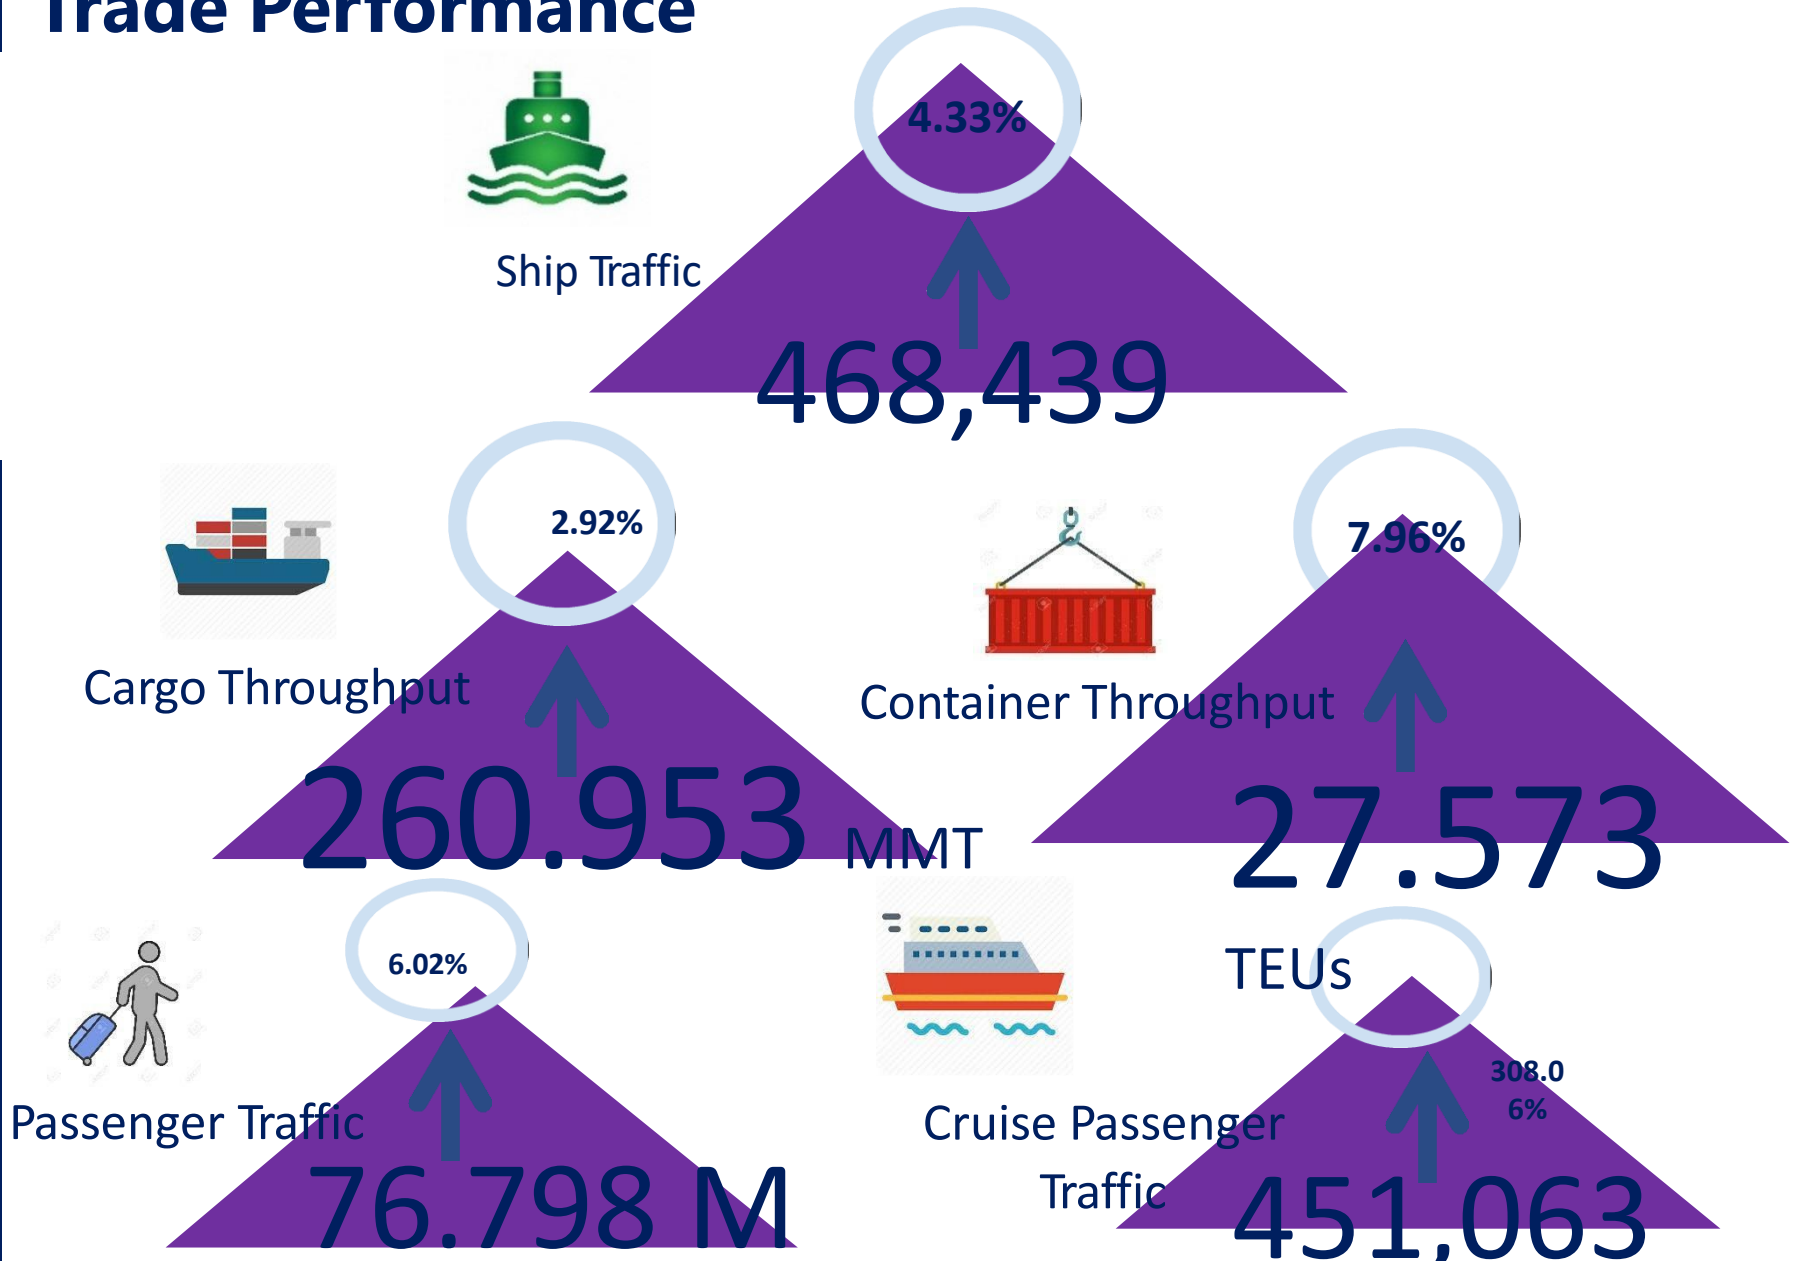 Trade Performance
4.33%
Ship Traffic
468,439
2.92%
Cargo Throughput
260.953 MMT
7.96%
Container Throughput
27.573
TEUs
6.02%
Passenger Traffic
76.798 M
308.0
6%
Cruise Passenger
Traffic
451,063